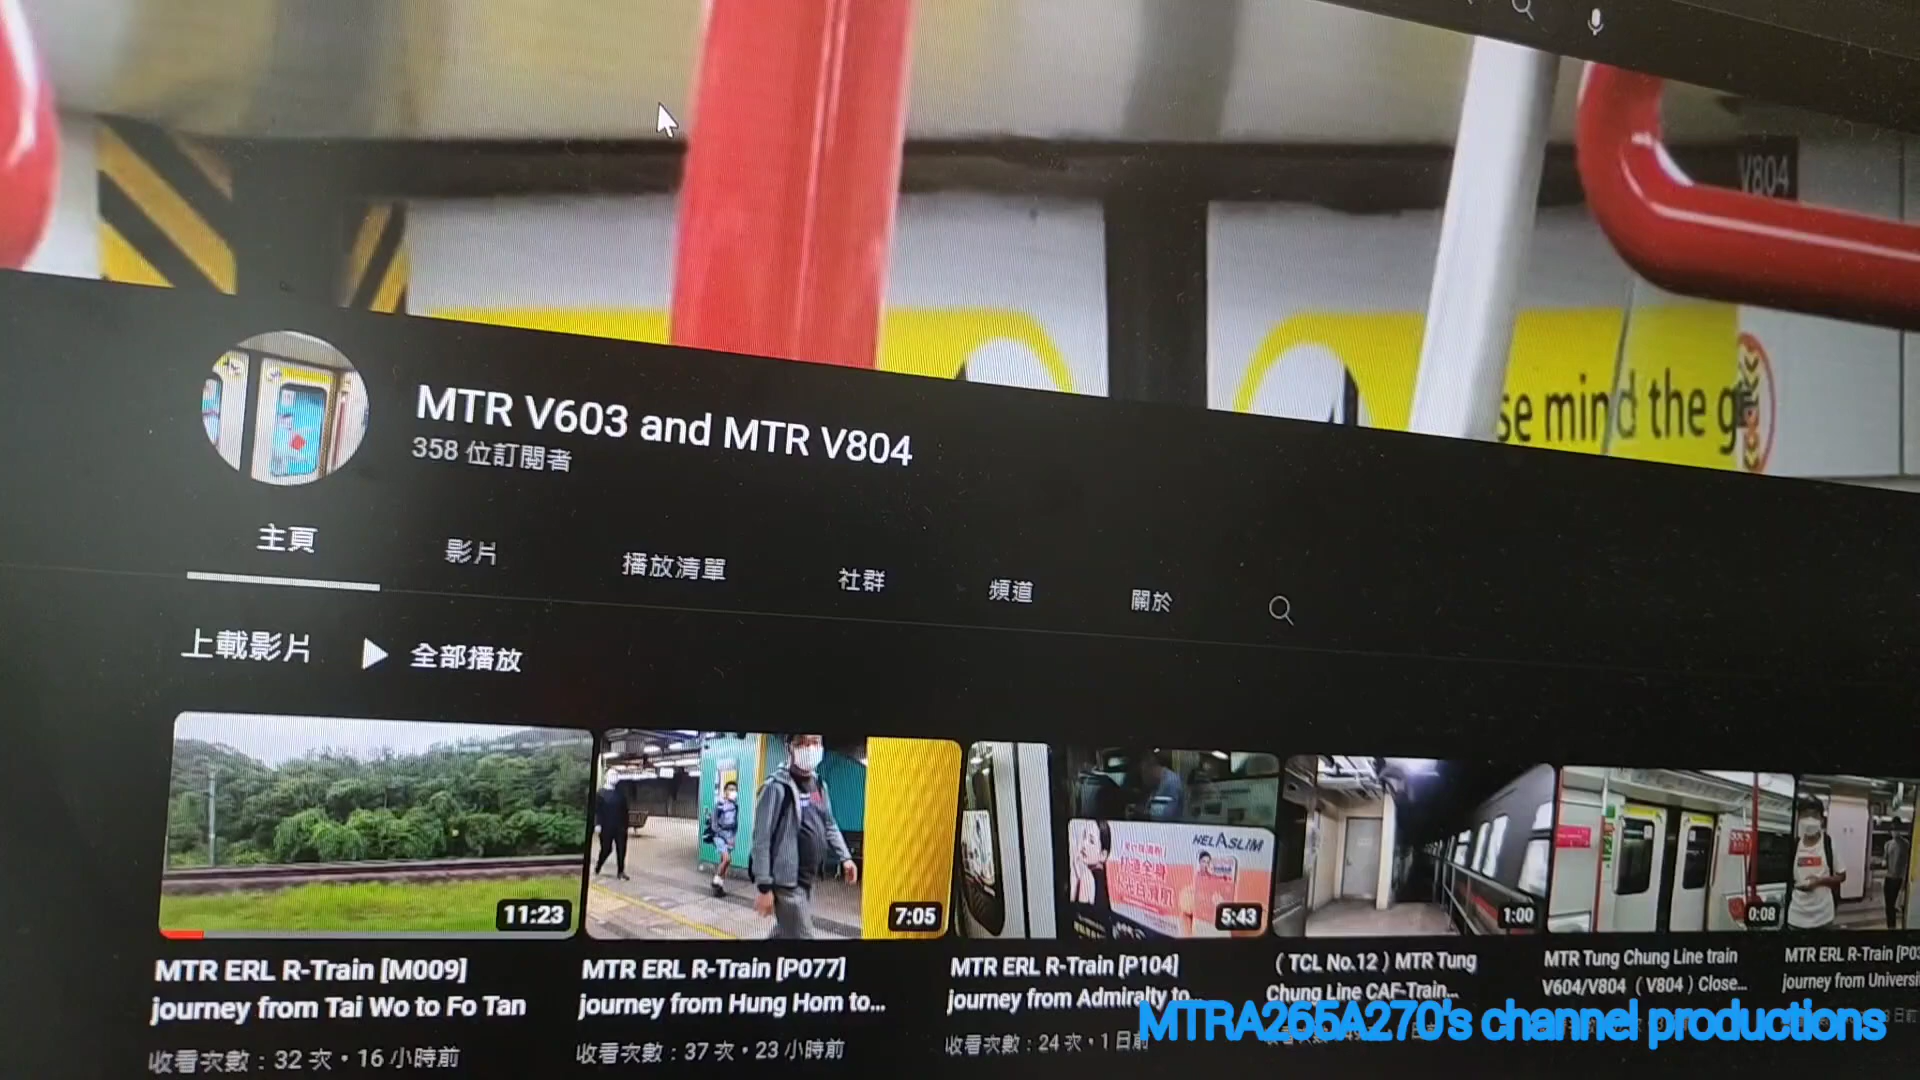 V804
se mind the g
MTR V603 and MTR V804
358 位訂閱者
主頁
影片
播放清單
社群
頻道
關於
上載影片
全部播放
HELASLIM
11:23
7:05
5:43
1:00
0:08
MTR ERL R-Train [M009]
journey from Tai Wo to Fo Tan
收看次數：32 次・16 小時前
MTR ERL R-Train [P077]
journey from Hung Hom to...
收看次數：37 次・23 小時前
MTR ERL R-Train [P104]
journey from Admiralty to...
收看次數：24 次・1 日前
( TCL No.12 ) MTR Tung
Chung Line CAF-Train...
MTR Tung Chung Line train
V604/V804 ( V804 ) Close...
MTR ERL R-Train
journey from
MTRA265A270's channel productions